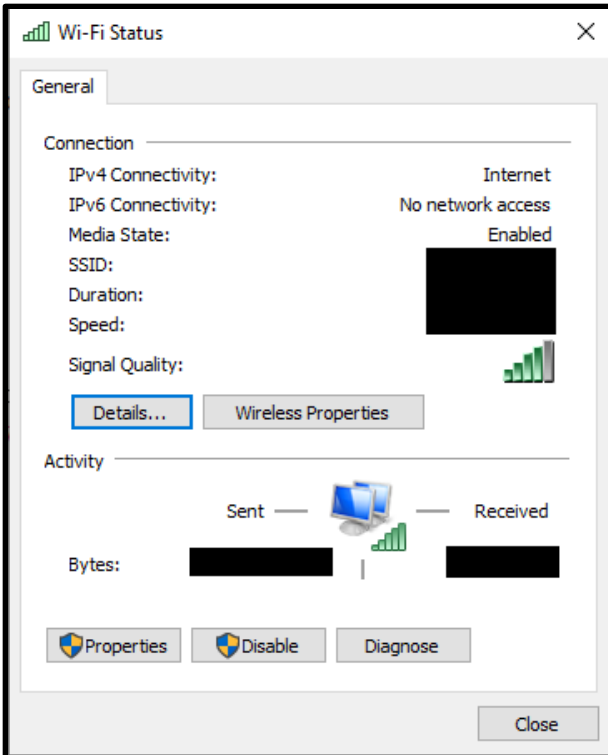 Wi-Fi Status
General
Connection
IPv4 Connectivity: Internet
IPv6 Connectivity: No network access
Media State: Enabled
SSID:
Duration:
Speed:
Signal Quality:
Details... Wireless Properties
Activity
Sent Received
Bytes:
Properties Disable Diagnose
Close